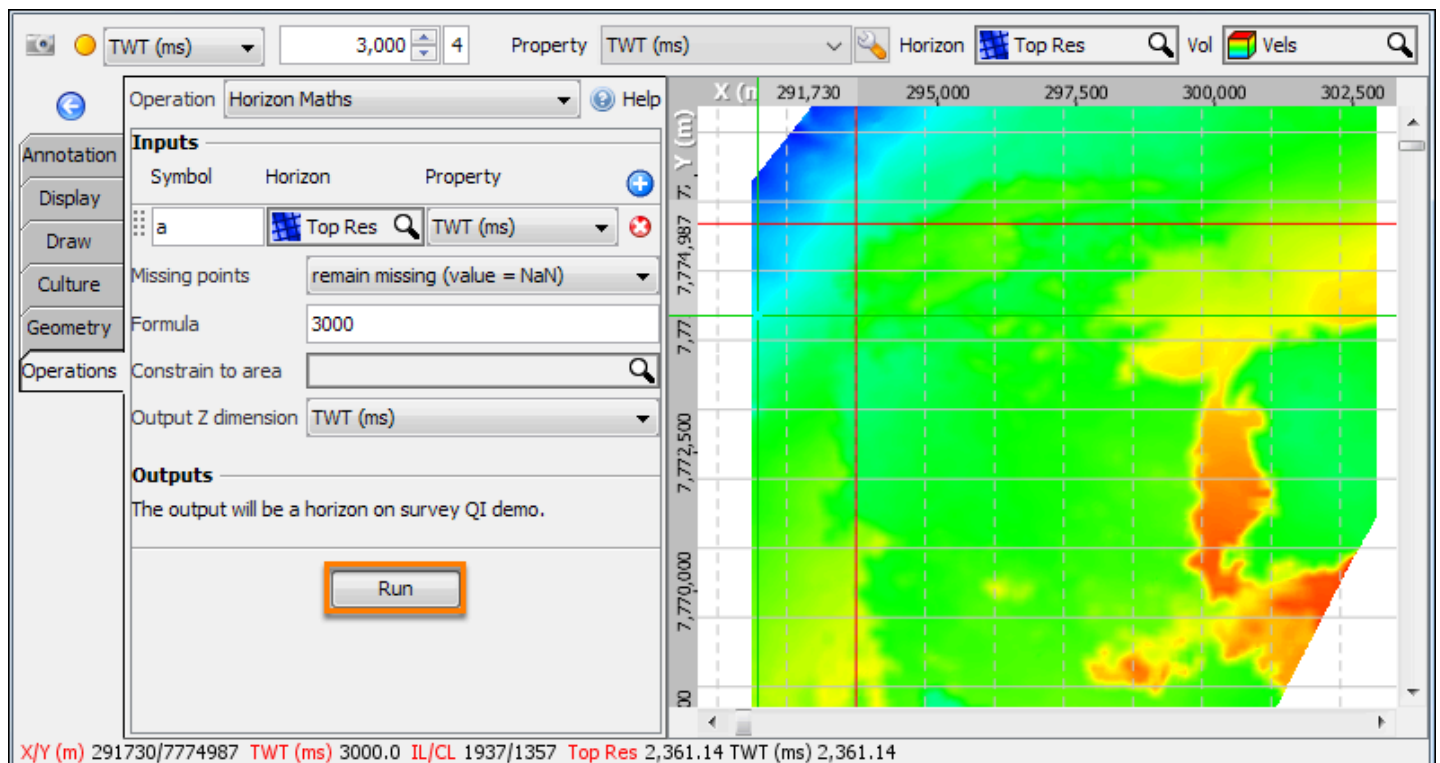 TWT (ms) 3,000 4 Property TWT (ms) Horizon Top Res Vol Vels
Operation Horizon Maths Help
Inputs
Symbol Horizon Property
a Top Res TWT (ms)
Missing points remain missing (value = NaN)
Formula 3000
Constrain to area
Output Z dimension TWT (ms)
Outputs
The output will be a horizon on survey QI demo.
Run
Annotation
Display
Draw
Culture
Geometry
Operations
X (n 291,730 295,000 297,500 300,000 302,500
Y (m)
7,774,987
7,77
7,772,500
7,770,000
00
X/Y (m) 291730/7774987 TWT (ms) 3000.0 IL/CL 1937/1357 Top Res 2,361.14 TWT (ms) 2,361.14